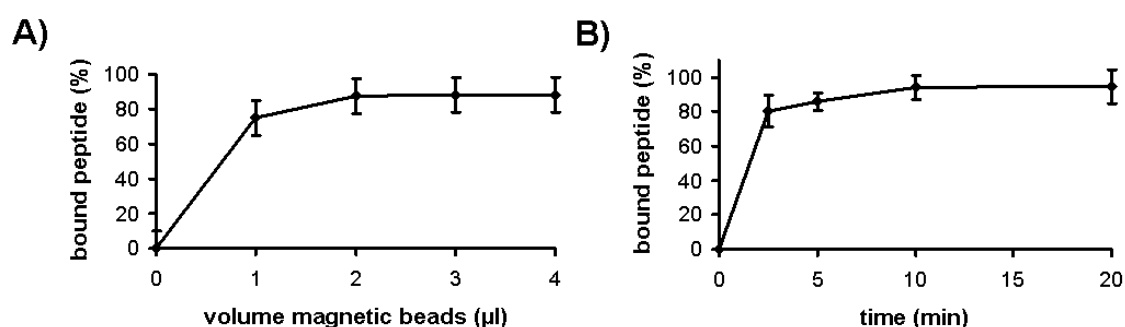 A)
bound peptide (%)
100
80
60
40
20
0
0 1 2 3 4
volume magnetic beads (µl)
B)
bound peptide (%)
100
80
60
40
20
0
0 5 10 15 20
time (min)